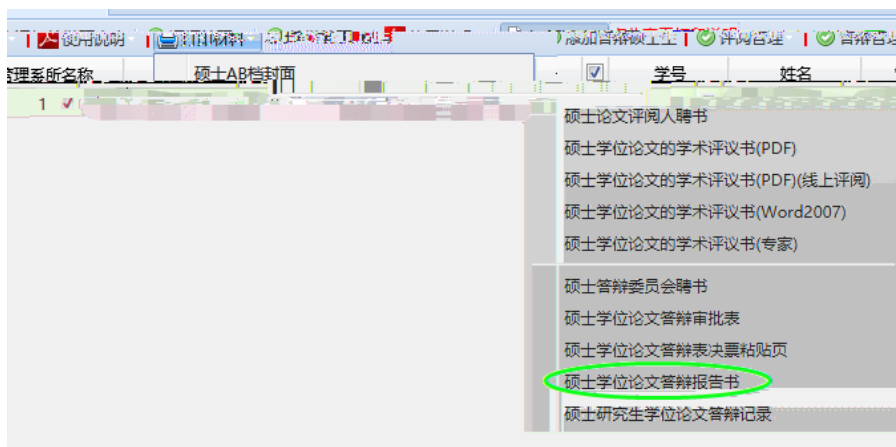 使用说明
添加答辩硕士生 评阅管理 答辩管理
管理系所名称 硕士AB档封面 学号 姓名
1
硕士论文评阅人聘书
硕士学位论文的学术评议书(PDF)
硕士学位论文的学术评议书(PDF)(线上评阅)
硕士学位论文的学术评议书(Word2007)
硕士学位论文的学术评议书(专家)
硕士答辩委员会聘书
硕士学位论文答辩审批表
硕士学位论文答辩表决票粘贴页
硕士学位论文答辩报告书
硕士研究生学位论文答辩记录